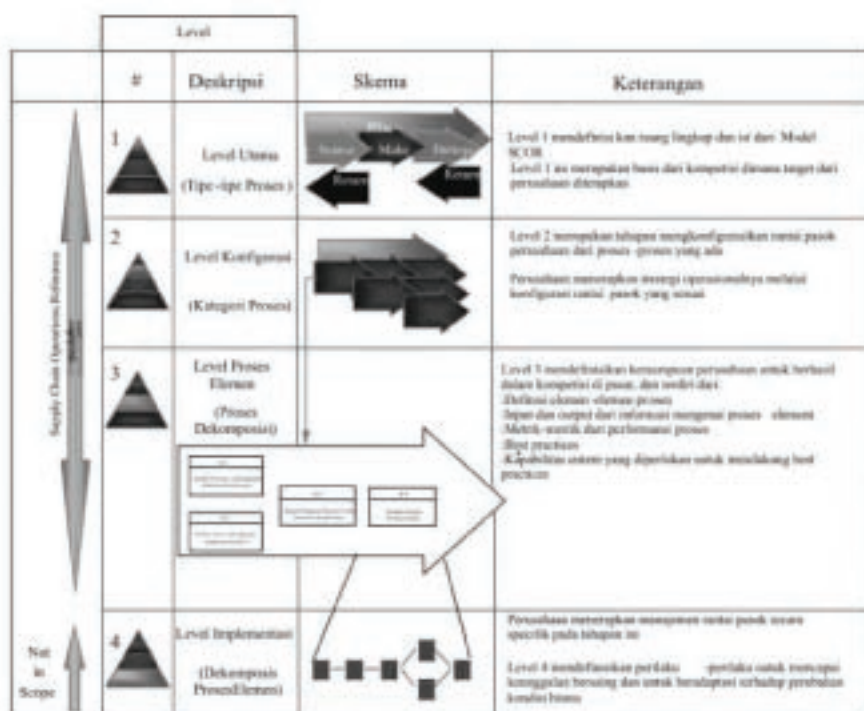 Level
#
Deskripsi
Skema
Keterangan
1
Level Utama
(Tipe-tipe Proses )
Source
Make
Deliver
Return
Return
Level 1 mendefinisikan ruang lingkup dan isi dari Model
SCOR
Level 1 ini merupakan basis dari kompetisi dimana target dari
perusahaan diterapkan
2
Level Konfigurasi
(Kategori Proses)
Level 2 merupakan tahapan mengkonfigurasikan rantai pasok
perusahaan dari proses -proses yang ada
Perusahaan menerapkan strategi operasionalnya melalui
konfigurasi rantai pasok yang sesuai
Supply Chain Operations Reference
3
Level Proses
Elemen
(Proses
Dekomposisi)
Level 3 mendefinisikan kemampuan perusahaan untuk berhasil
dalam kompetisi di pasar, dan terdiri dari:
-Definisi elemen-elemen proses
-Input dan output dari informasi mengenai proses element
-Metrik-metrik dari performansi proses
-Best practices
-Kapabilitas sistem yang diperlukan untuk mendukung best
practices
Not
in
Scope
4
Level Implementasi
(Dekomposis
ProsesElemen)
Perusahaan menerapkan manajemen rantai pasok secara
specifik pada tahapan ini
Level 4 mendefinisikan perilaku -perilaku untuk mencapai
keunggulan bersaing dan untuk beradaptasi terhadap perubahan
kondisi bisnis